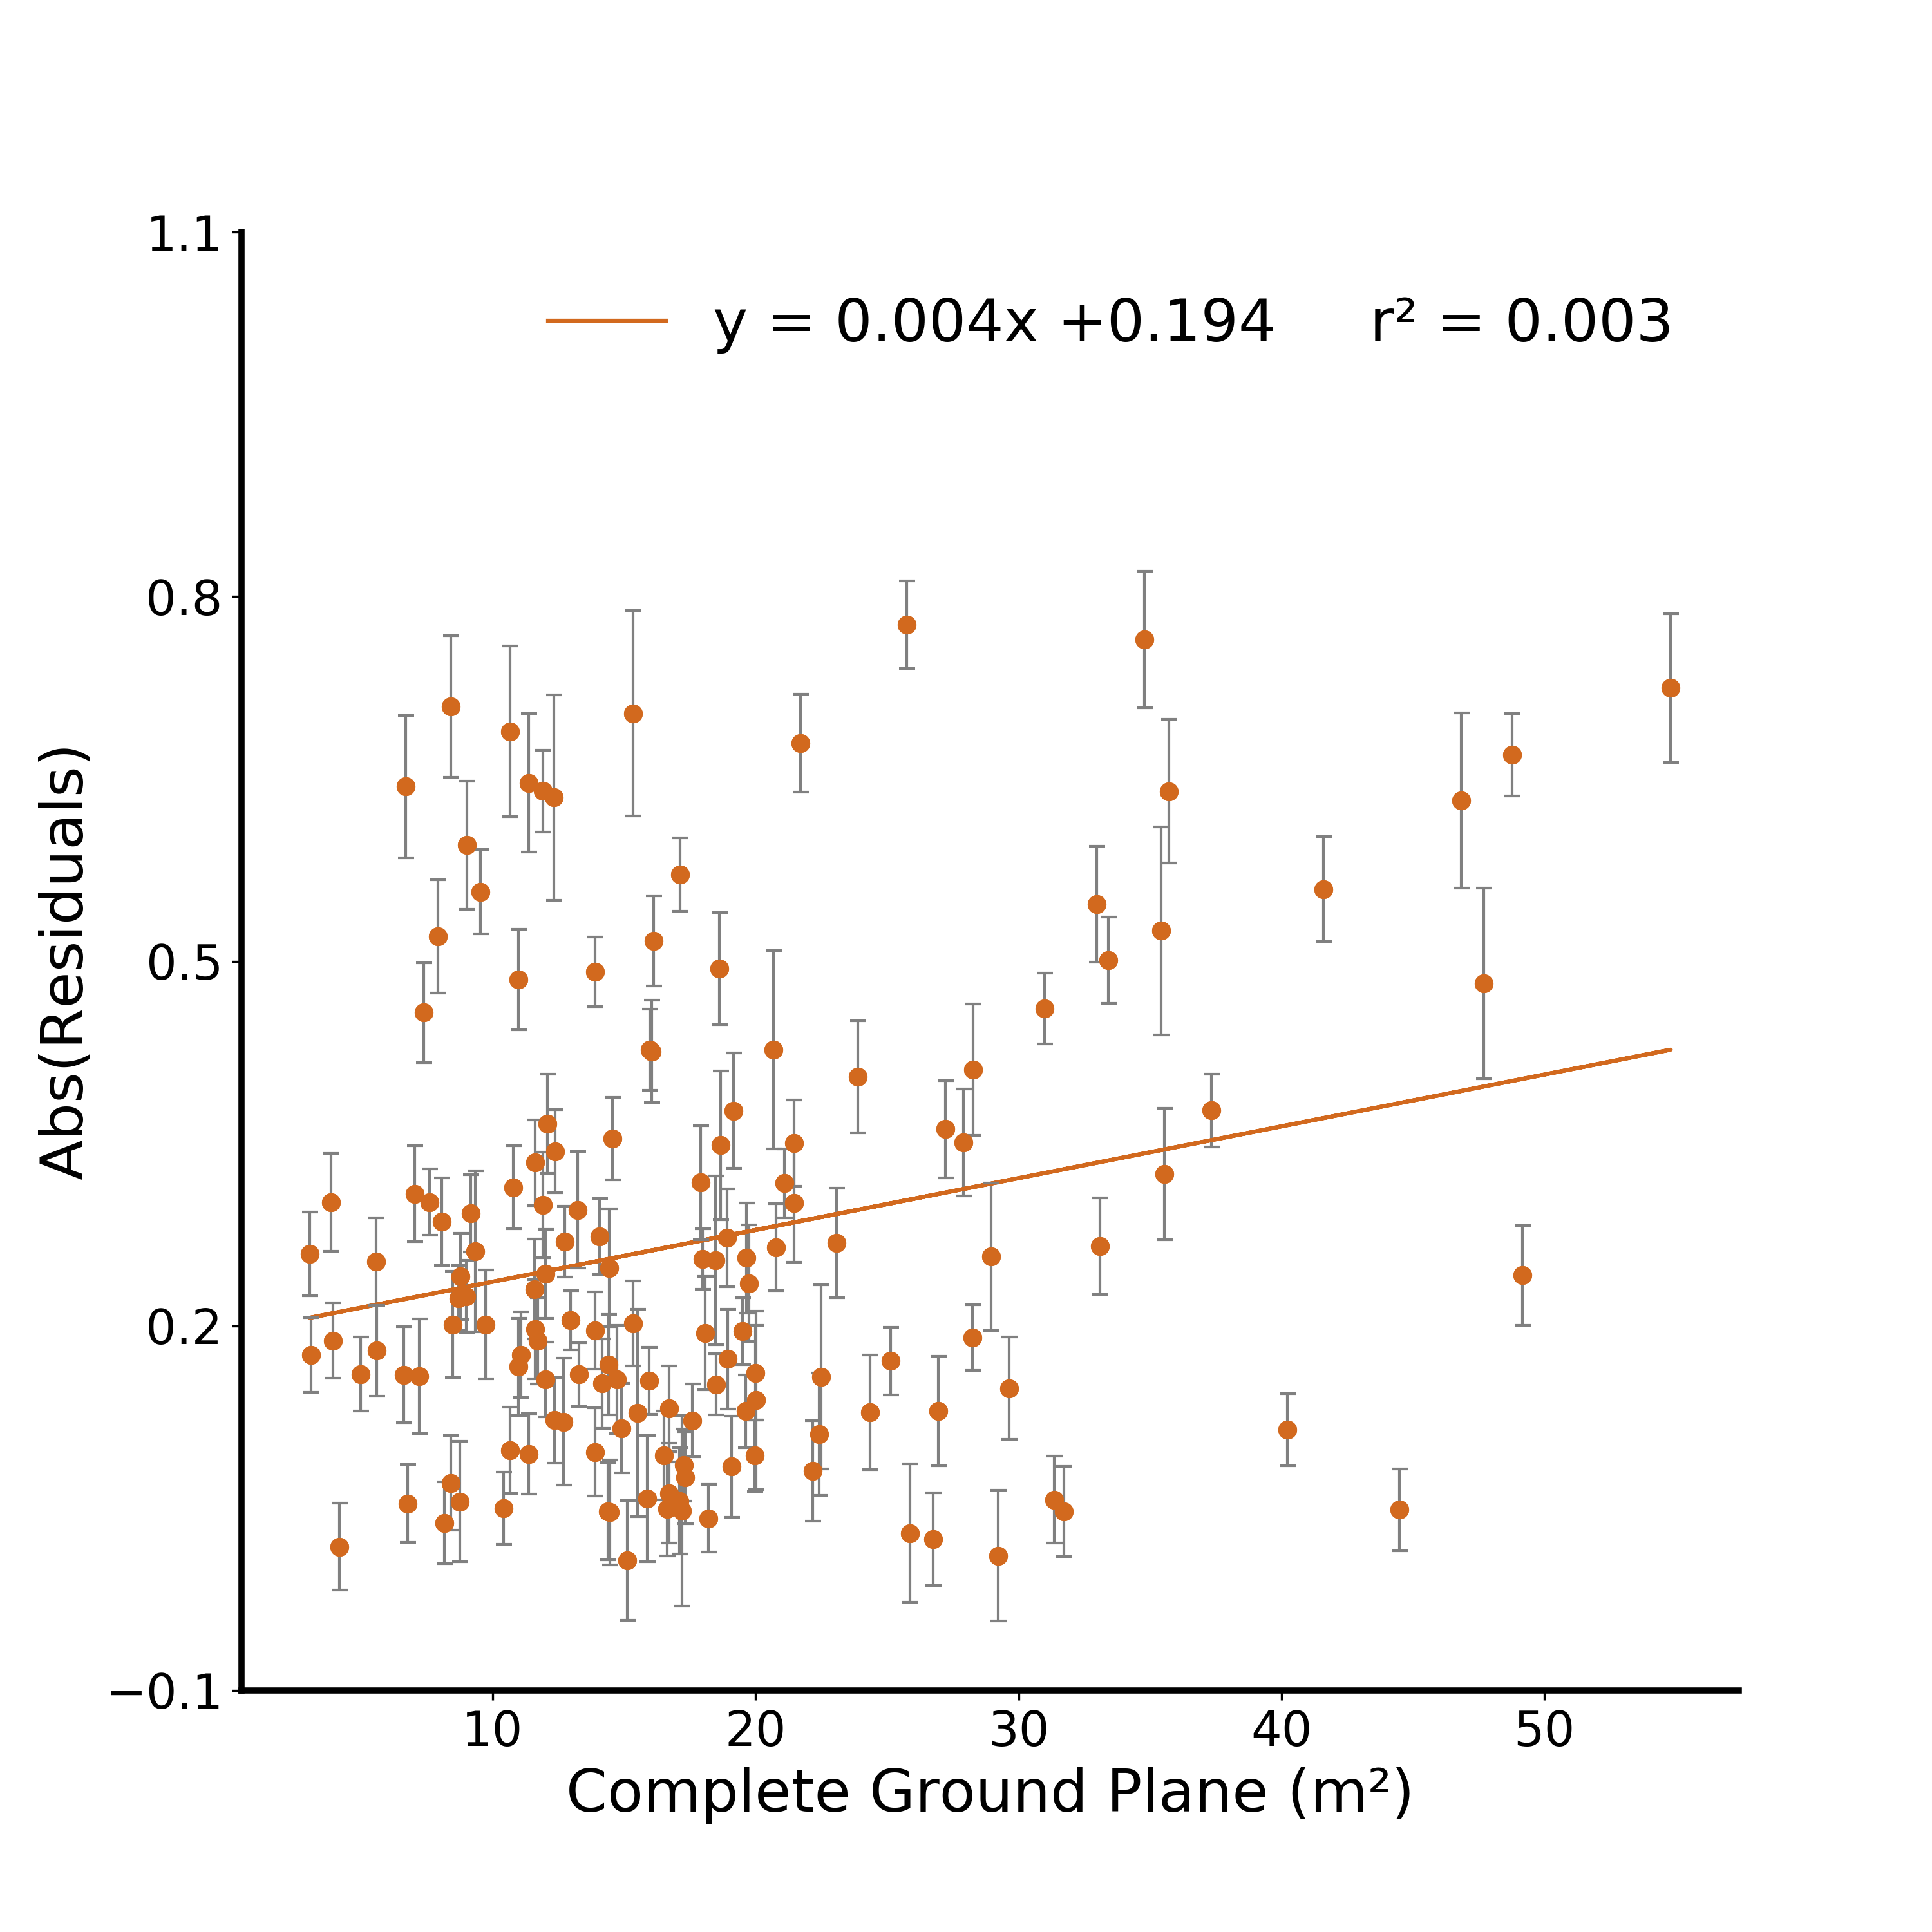 1.1
y = 0.004x +0.194 r² = 0.003
0.8
0.5
0.2
−0.1
Abs(Residuals)
10 20 30 40 50
Complete Ground Plane (m²)